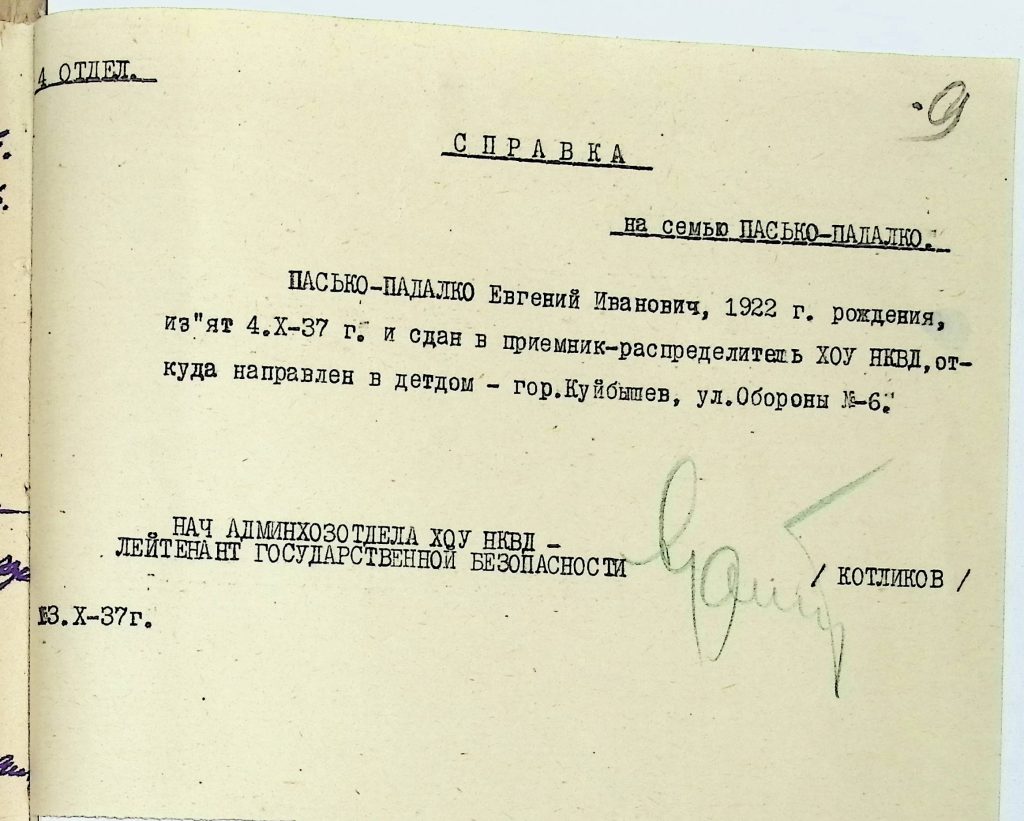 4 ОТДЕЛ.
9
СПРАВКА
на семью ПАСЬКО-ПАДАЛКО.
ПАСЬКО-ПАДАЛКО Евгений Иванович, 1922 г. рождения,
из"ят 4.X-37 г. и сдан в приемник-распределитель ХОУ НКВД,от-
куда направлен в детдом - гор.Куйбышев, ул.Обороны №-6.
НАЧ АДМИНХОЗОТДЕЛА ХОУ НКВД -
ЛЕЙТЕНАНТ ГОСУДАРСТВЕННОЙ БЕЗОПАСНОСТИ
/ КОТЛИКОВ /
13.X-37г.